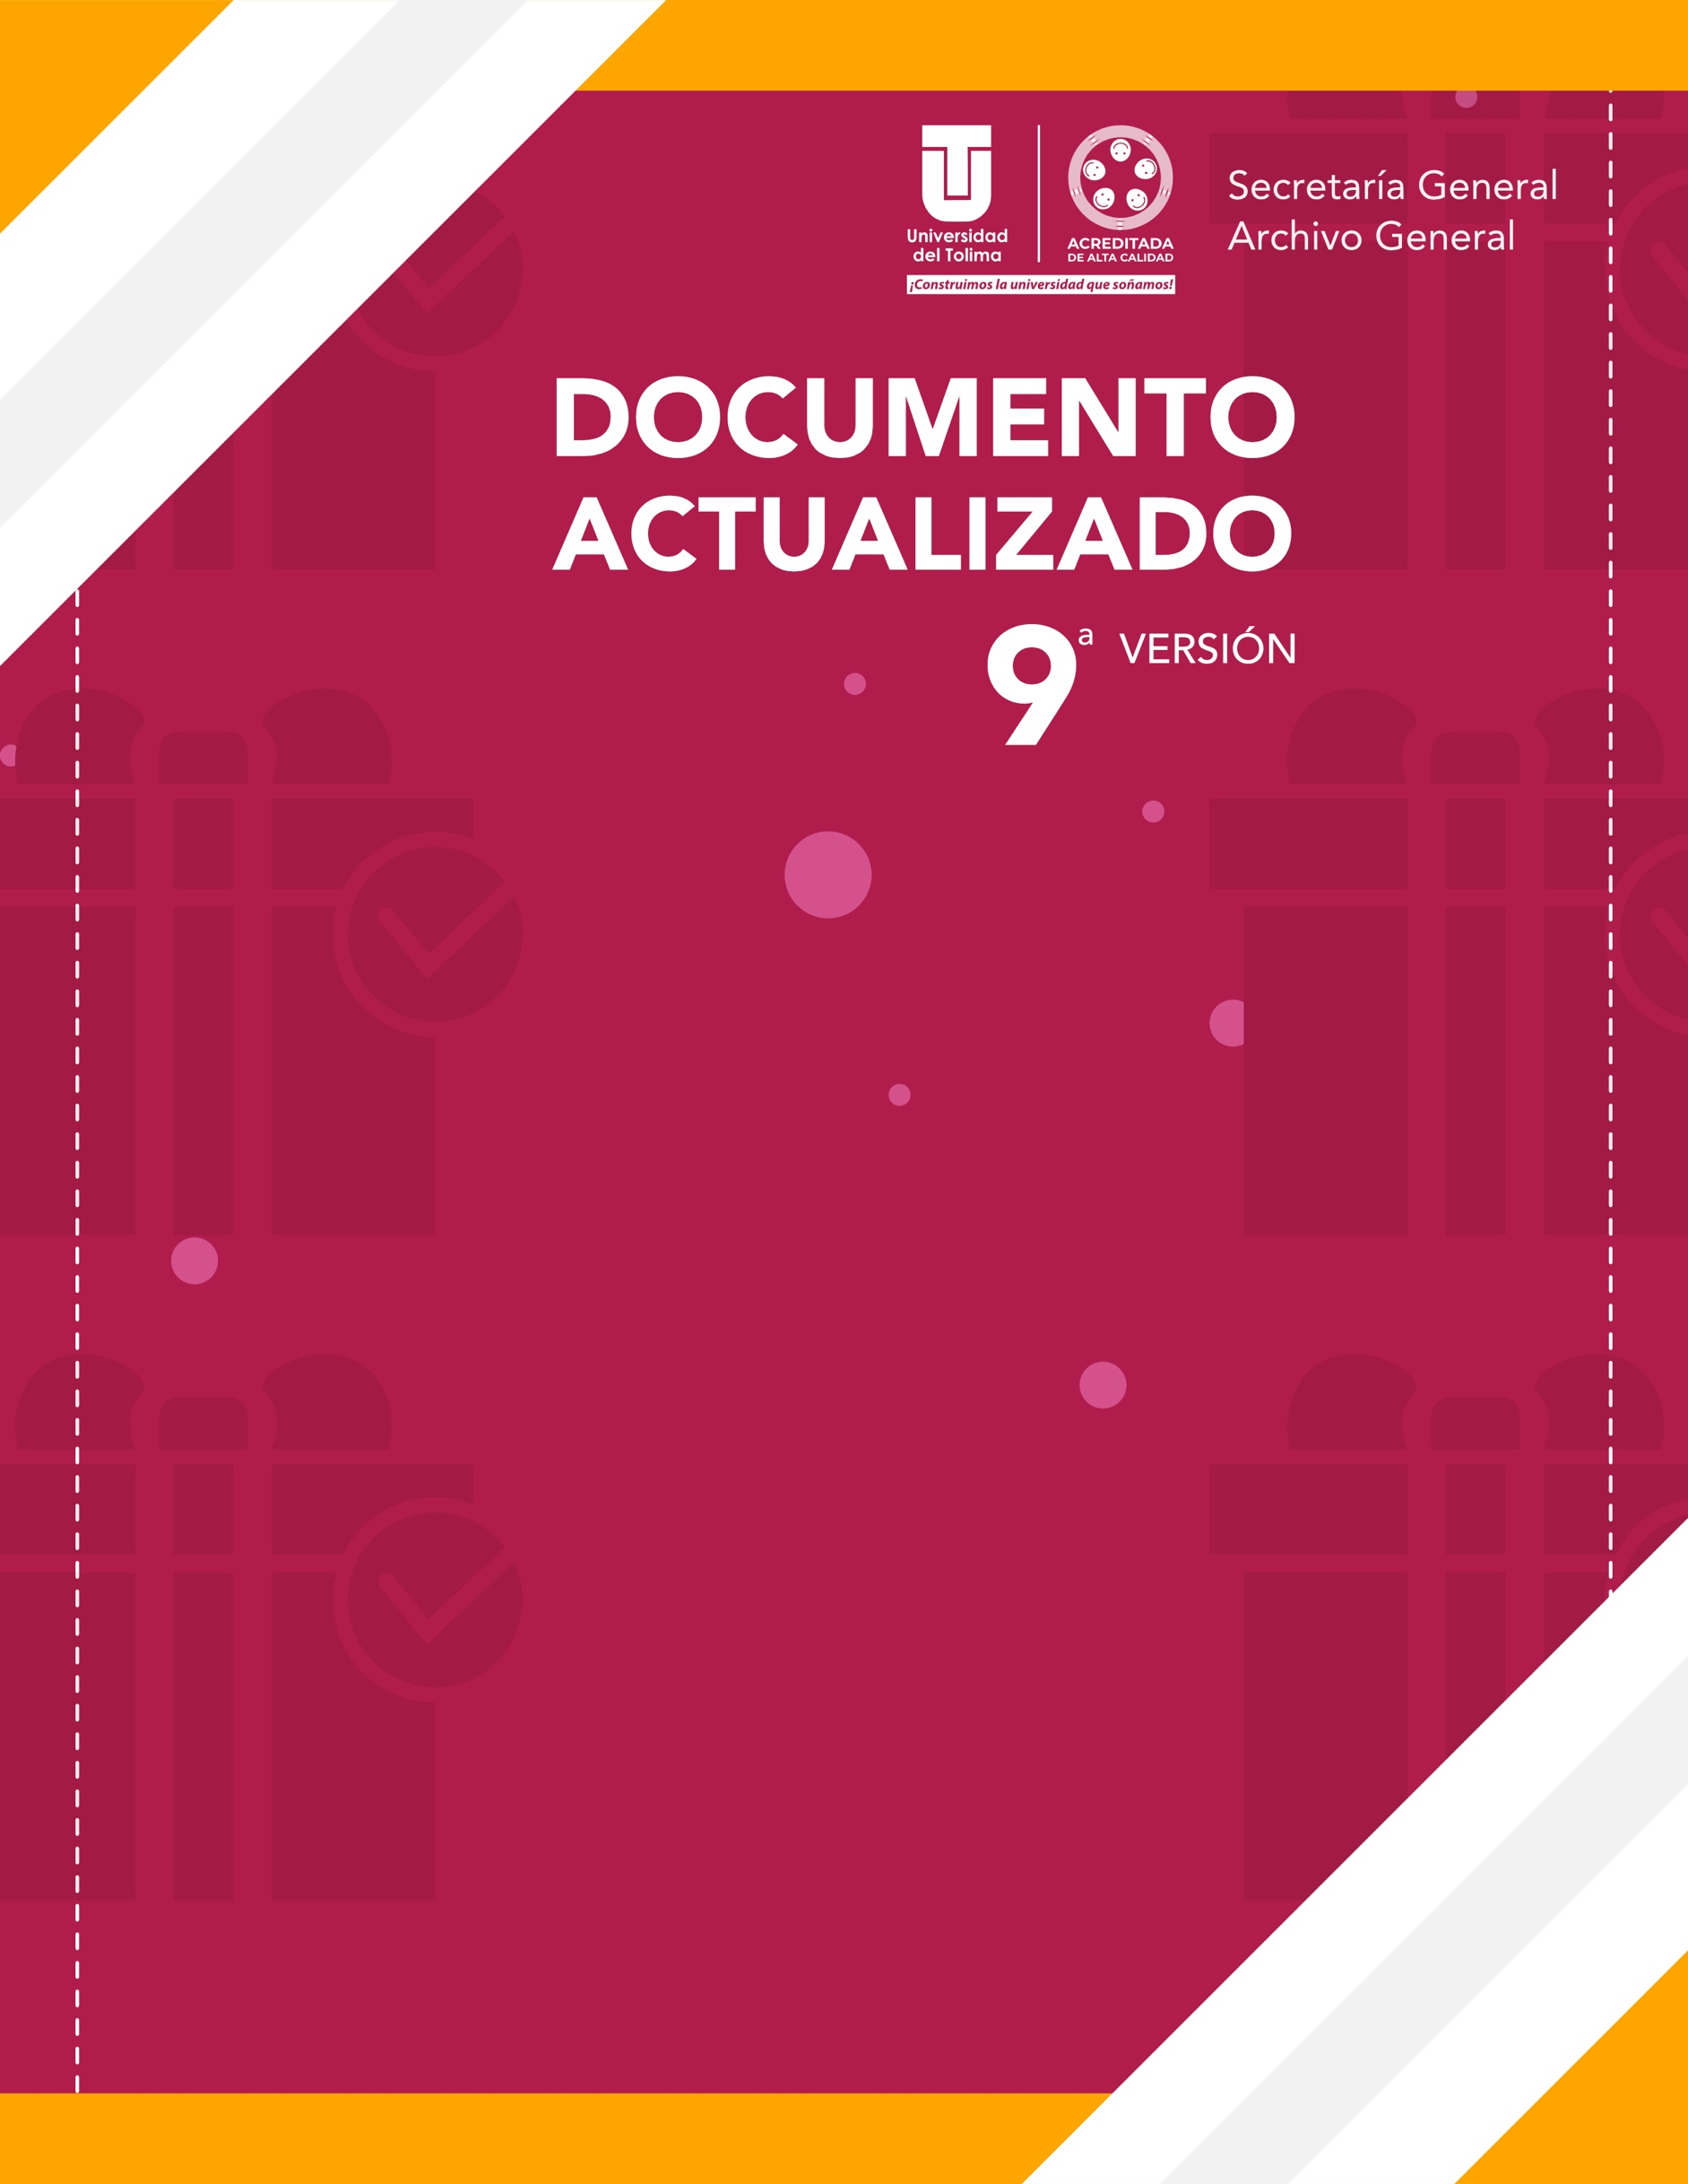 Universidad
del Tolima
ACREDITADA
DE ALTA CALIDAD
¡Construimos la universidad que soñamos!
Secretaría General
Archivo General
DOCUMENTO
ACTUALIZADO
9ª VERSIÓN